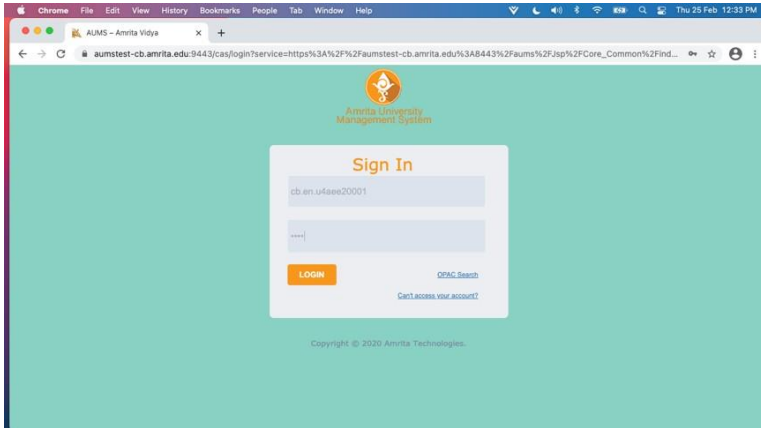 Chrome File Edit View History Bookmarks People Tab Window Help Thu 25 Feb 12:33 PM
AUMS – Amrita Vidya
aumstest-cb.amrita.edu:9443/cas/login?service=https%3A%2F%2Faumstest-cb.amrita.edu%3A8443%2Faums%2FJsp%2FCore_Common%2Find...
Amrita University
Management System
Sign In
cb.en.u4aee20001
LOGIN
OPAC Search
Can't access your account?
Copyright © 2020 Amrita Technologies.